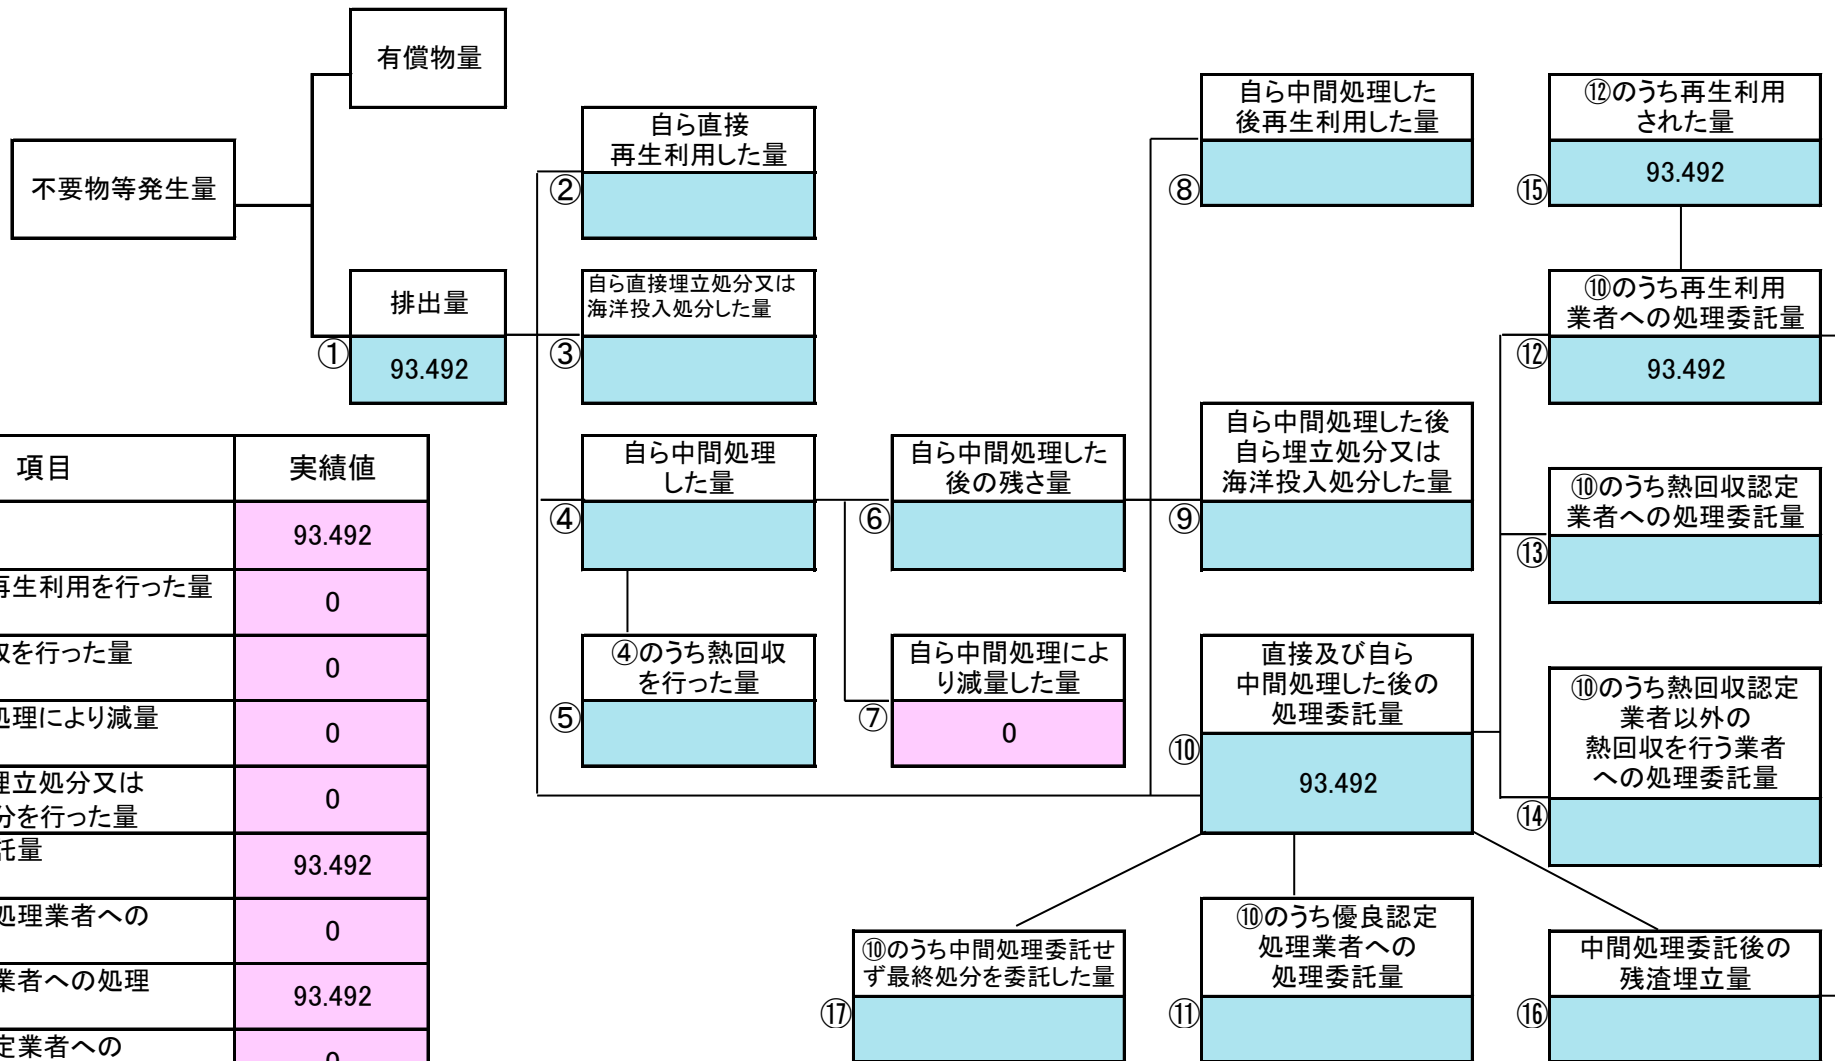 有償物量
不要物等発生量
排出量
①
93.492
自ら直接
再生利用した量
②
自ら直接埋立処分又は
海洋投入処分した量
③
自ら中間処理
した量
④
④のうち熱回収
を行った量
⑤
自ら中間処理した
後の残さ量
⑥
自ら中間処理によ
り減量した量
⑦
0
自ら中間処理した
後再生利用した量
⑧
自ら中間処理した後
自ら埋立処分又は
海洋投入処分した量
⑨
直接及び自ら
中間処理した後の
処理委託量
⑩
93.492
⑫のうち再生利用
された量
⑮
93.492
⑩のうち再生利用
業者への処理委託量
⑫
93.492
⑩のうち熱回収認定
業者への処理委託量
⑬
⑩のうち熱回収認定
業者以外の
熱回収を行う業者
への処理委託量
⑭
⑩のうち中間処理委託せ
ず最終処分を委託した量
⑰
⑩のうち優良認定
処理業者への
処理委託量
⑪
中間処理委託後の
残渣埋立量
⑯
項目
実績値
93.492
再生利用を行った量
0
を行った量
0
処理により減量
0
埋立処分又は
分を行った量
0
託量
93.492
処理業者への
0
業者への処理
93.492
定業者への
0